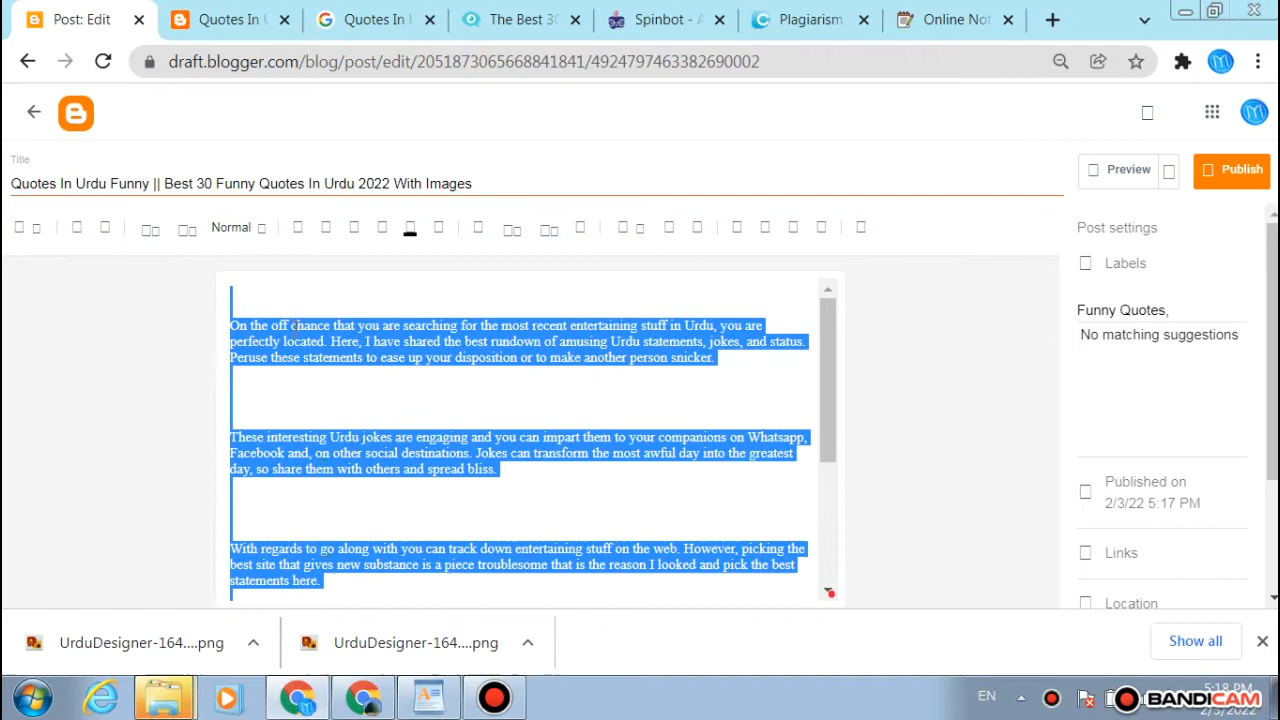 Post: Edit
Quotes In U
Quotes In U
The Best 30
Spinbot - A
Plagiarism
Online Not
draft.blogger.com/blog/post/edit/2051873065668841841/4924797463382690002
Title
Quotes In Urdu Funny || Best 30 Funny Quotes In Urdu 2022 With Images
Preview
Publish
Normal
Post settings
Labels
Funny Quotes,
No matching suggestions
On the off chance that you are searching for the most recent entertaining stuff in Urdu, you are
perfectly located. Here, I have shared the best rundown of amusing Urdu statements, jokes, and status.
Peruse these statements to ease up your disposition or to make another person snicker.
These interesting Urdu jokes are engaging and you can impart them to your companions on Whatsapp,
Facebook and, on other social destinations. Jokes can transform the most awful day into the greatest
day, so share them with others and spread bliss.
With regards to go along with you can track down entertaining stuff on the web. However, picking the
best site that gives new substance is a piece troublesome that is the reason I looked and pick the best
statements here.
Published on
2/3/22 5:17 PM
Links
Location
UrduDesigner-164....png
UrduDesigner-164....png
Show all
EN
5:18 PM
BANDICAM